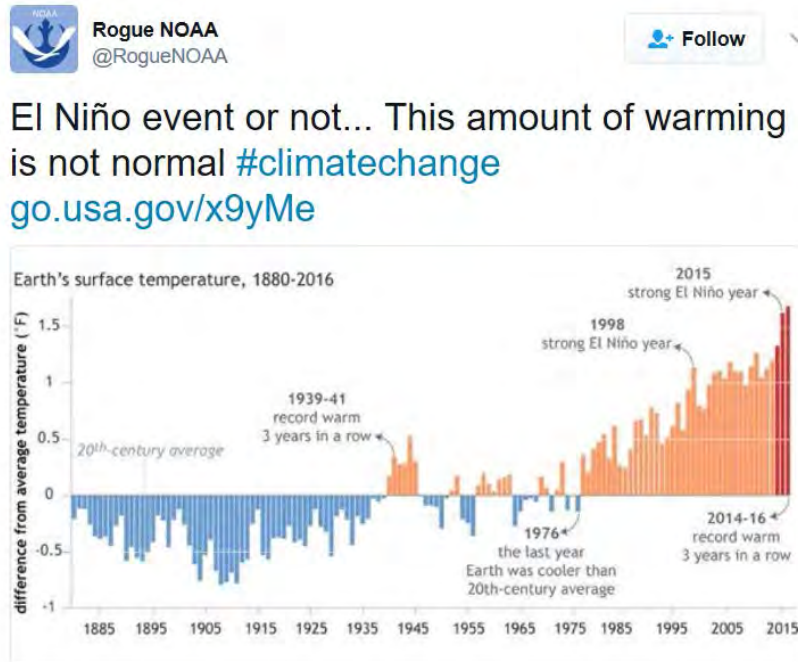 NOAA
Rogue NOAA
@RogueNOAA
Follow
El Niño event or not... This amount of warming
is not normal #climatechange
go.usa.gov/x9yMe
Earth's surface temperature, 1880-2016
difference from average temperature (°F)
1.5
1
0.5
0
-0.5
-1
20th-century average
1939-41
record warm
3 years in a row
1976
the last year
Earth was cooler than
20th-century average
1998
strong El Niño year
2015
strong El Niño year
2014-16
record warm
3 years in a row
1885 1895 1905 1915 1925 1935 1945 1955 1965 1975 1985 1995 2005 2015